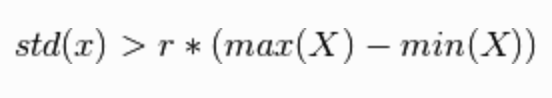 std(x) > r * (max(X) − min(X))